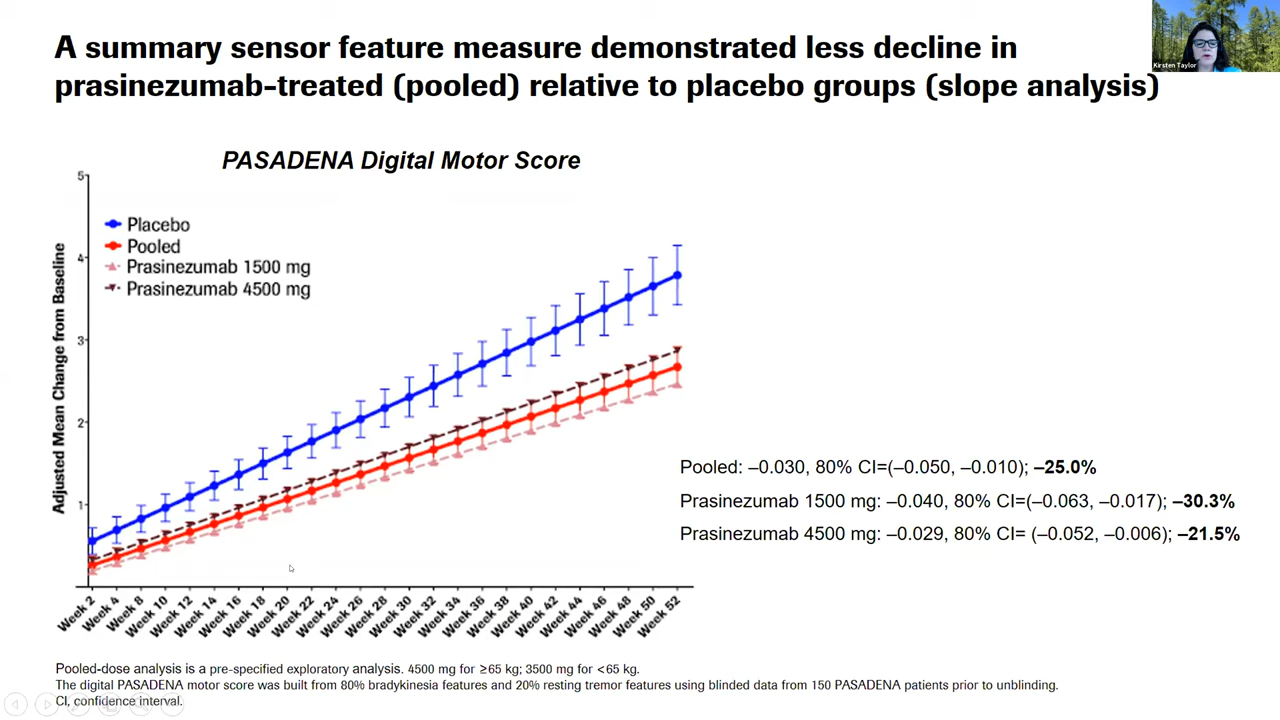 A summary sensor feature measure demonstrated less decline in
prasinezumab-treated (pooled) relative to placebo groups (slope analysis)
Kirsten Taylor
PASADENA Digital Motor Score
Adjusted Mean Change from Baseline
5
4
3
2
1
Placebo
Pooled
Prasinezumab 1500 mg
Prasinezumab 4500 mg
Week 2
Week 4
Week 6
Week 8
Week 10
Week 12
Week 14
Week 16
Week 18
Week 20
Week 22
Week 24
Week 26
Week 28
Week 30
Week 32
Week 34
Week 36
Week 38
Week 40
Week 42
Week 44
Week 46
Week 48
Week 50
Week 52
Pooled: –0.030, 80% CI=(–0.050, –0.010); –25.0%
Prasinezumab 1500 mg: –0.040, 80% CI=(–0.063, –0.017); –30.3%
Prasinezumab 4500 mg: –0.029, 80% CI= (–0.052, –0.006); –21.5%
Pooled-dose analysis is a pre-specified exploratory analysis. 4500 mg for ≥65 kg; 3500 mg for <65 kg.
The digital PASADENA motor score was built from 80% bradykinesia features and 20% resting tremor features using blinded data from 150 PASADENA patients prior to unblinding.
CI, confidence interval.